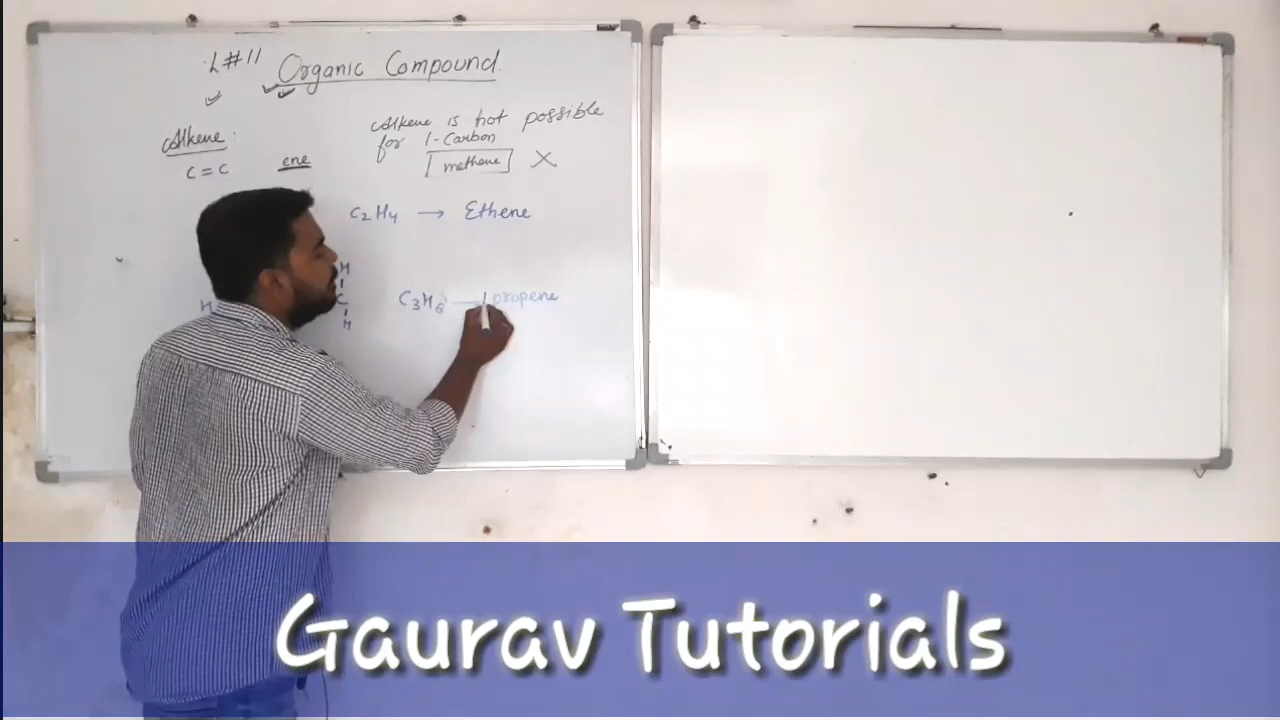 L#11 Organic Compound.
Alkene:
C = C ene
Alkene is not possible
for 1-Carbon
methene ×
C₂H₄ → Ethene
H
C
H
H
C₃H₆ propene
Gaurav Tutorials